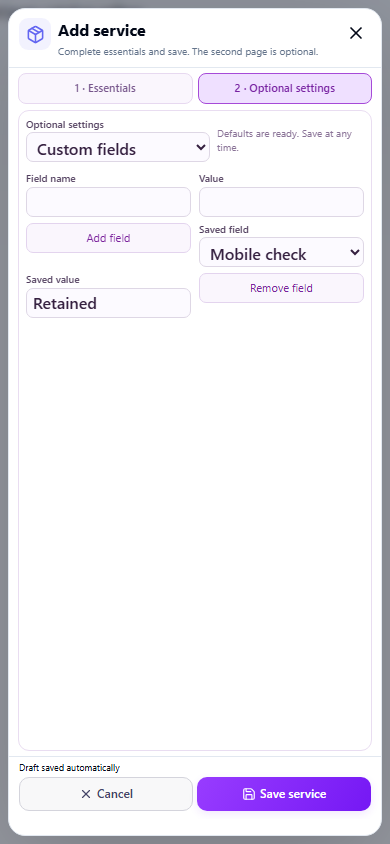 Add service
Complete essentials and save. The second page is optional.
1 · Essentials
2 · Optional settings
Optional settings
Custom fields
Defaults are ready. Save at any
time.
Field name
Value
Add field
Saved field
Mobile check
Saved value
Retained
Remove field
Draft saved automatically
Cancel
Save service